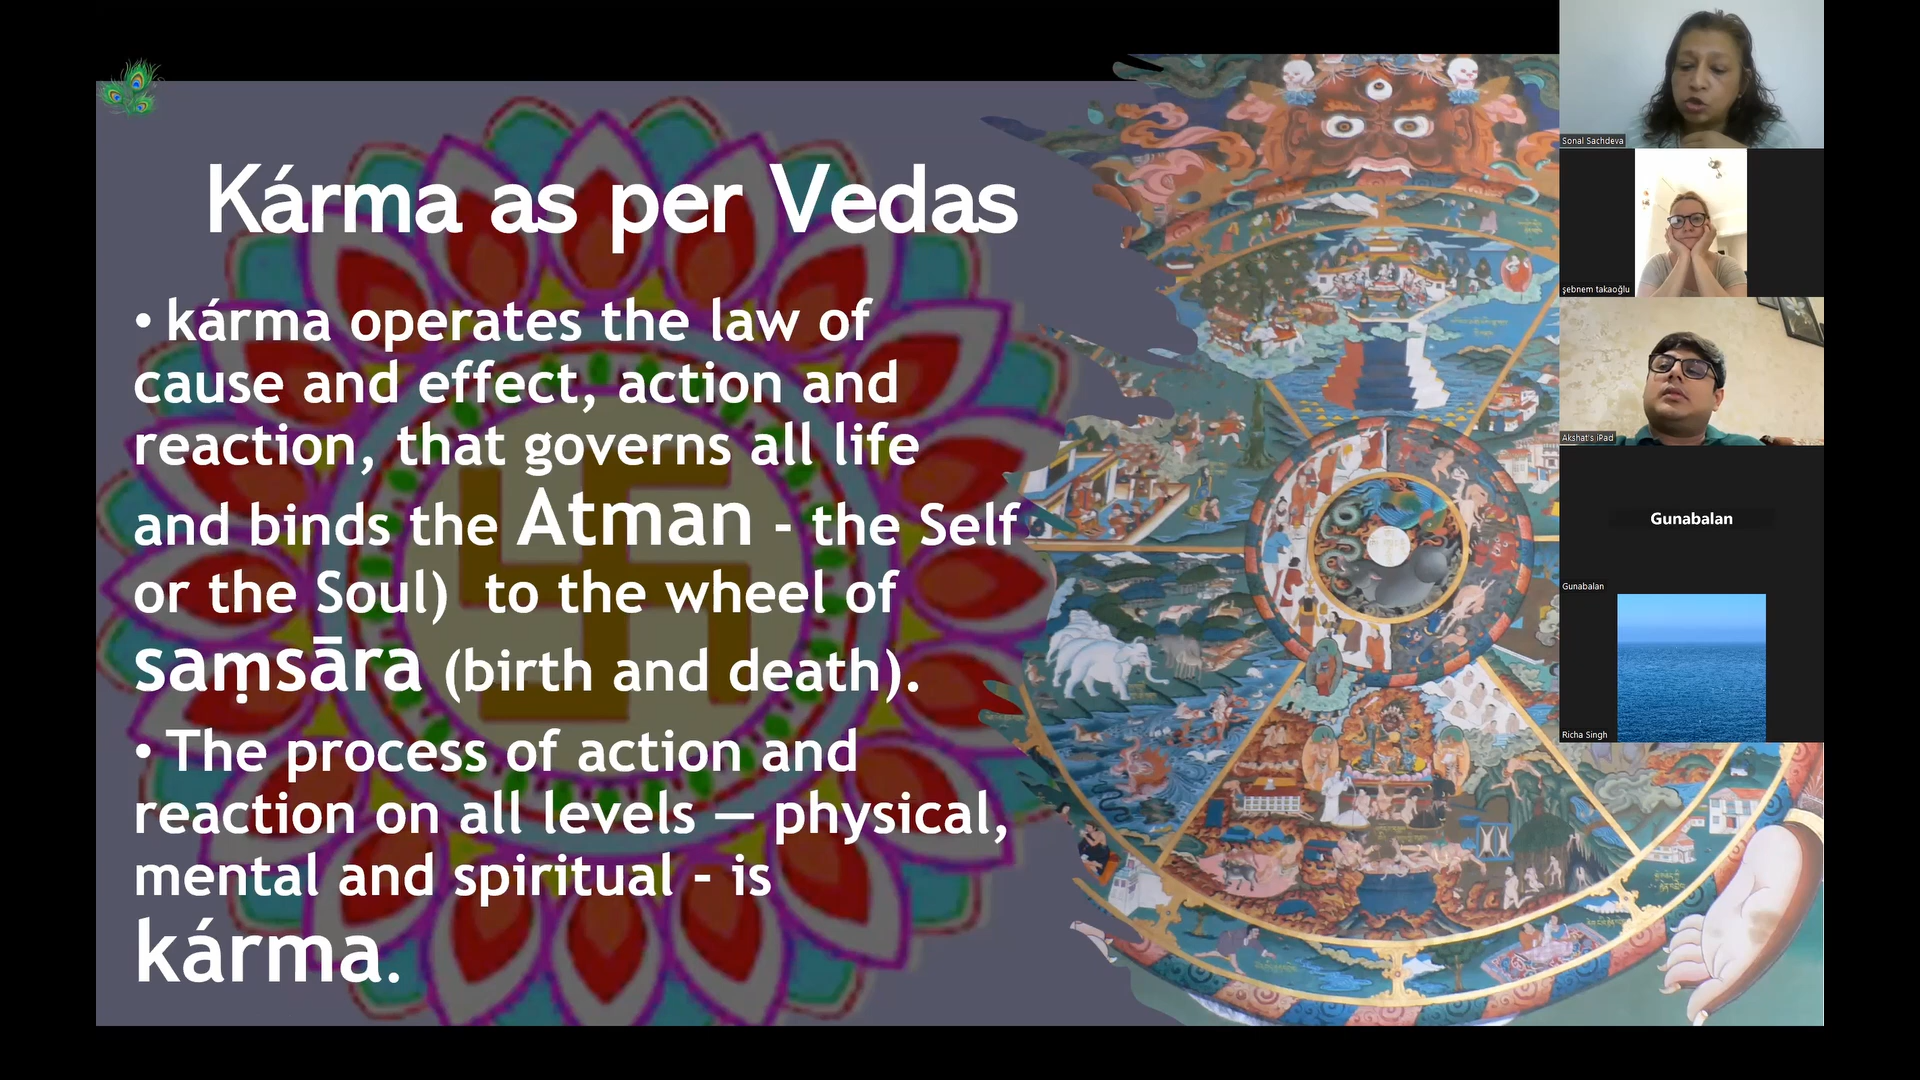 Kárma as per Vedas
• kárma operates the law of
cause and effect, action and
reaction, that governs all life
and binds the Atman - the Self
or the Soul)  to the wheel of
saṃsāra (birth and death).
• The process of action and
reaction on all levels — physical,
mental and spiritual - is
kárma.
Sonal Sachdeva
şebnem takaoğlu
Akshat's iPad
Gunabalan
Gunabalan
Richa Singh